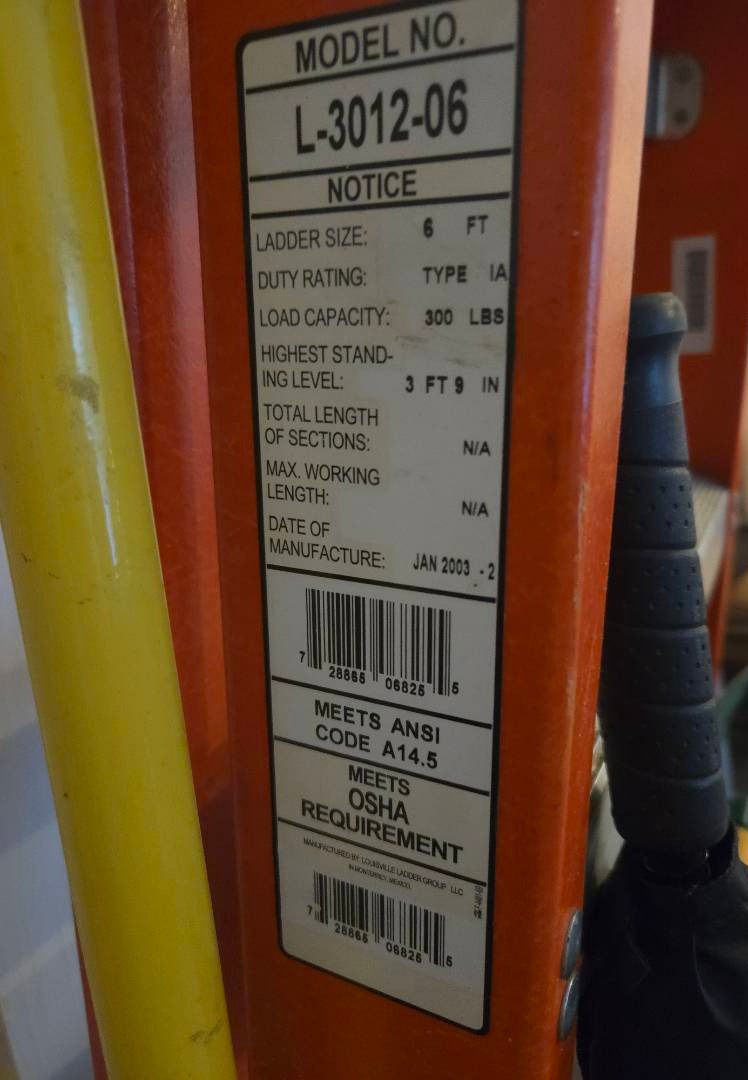 MODEL NO.
L-3012-06
NOTICE
LADDER SIZE: 6 FT
DUTY RATING: TYPE IA
LOAD CAPACITY: 300 LBS
HIGHEST STAND-
ING LEVEL: 3 FT 9 IN
TOTAL LENGTH
OF SECTIONS: N/A
MAX. WORKING
LENGTH: N/A
DATE OF
MANUFACTURE: JAN 2003 - 2
7 28865 06825 5
MEETS ANSI
CODE A14.5
MEETS
OSHA
REQUIREMENT
MANUFACTURED BY: LOUISVILLE LADDER GROUP LLC
IN MONTERREY, MEXICO.
7 28865 06825 5